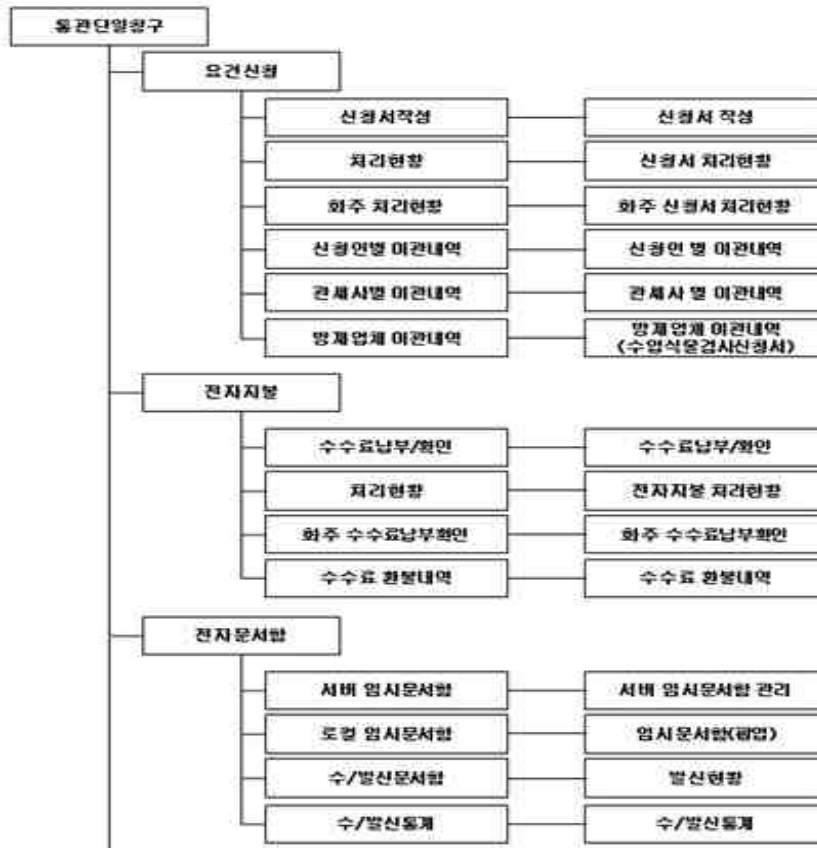 통관단일창구
요건신청
신청서작성 신청서 작성
처리현황 신청서 처리현황
화주 처리현황 화주 신청서 처리현황
신청인별 이관내역 신청인 별 이관내역
관세사별 이관내역 관세사 별 이관내역
방제업체 이관내역 방제업체 이관내역
(수입식물검사신청서)
전자지불
수수료납부/확인 수수료납부/확인
처리현황 전자지불 처리현황
화주 수수료납부확인 화주 수수료납부확인
수수료 환불내역 수수료 환불내역
전자문서함
서버 임시문서함 서버 임시문서함 관리
로컬 임시문서함 임시문서함(팝업)
수/발신문서함 발신현황
수/발신통계 수/발신통계